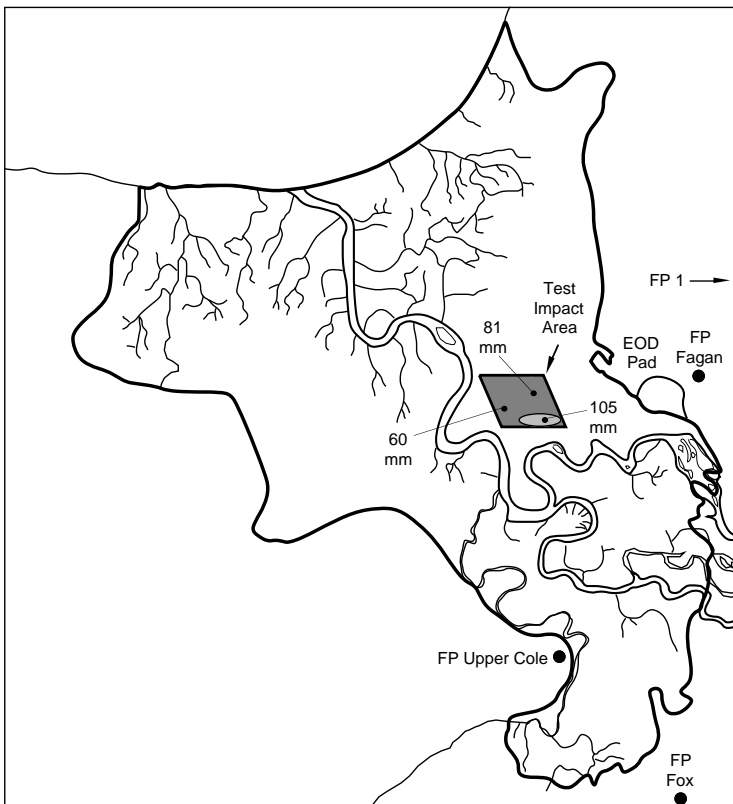 FP 1
Test
Impact
Area
81
mm
EOD
Pad
FP
Fagan
105
mm
60
mm
FP Upper Cole
FP
Fox